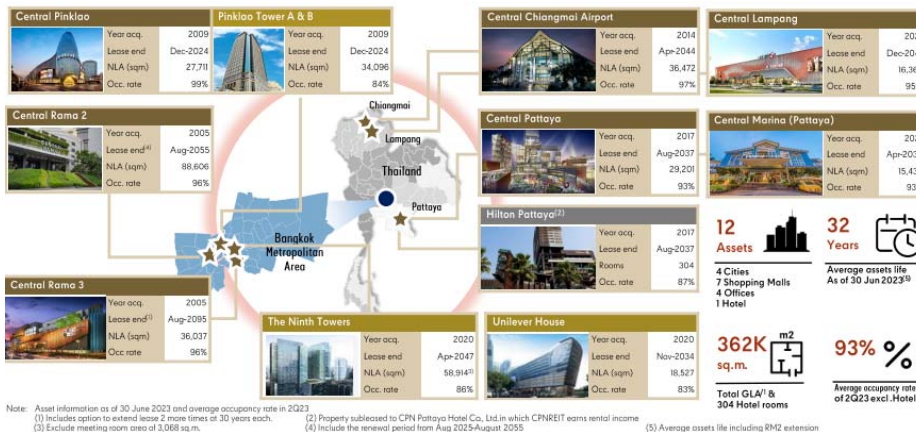 Central Pinklao
Year acq. 2009
Lease end Dec-2024
NLA (sqm) 27,711
Occ. rate 99%
Pinklao Tower A & B
Year acq. 2009
Lease end Dec-2024
NLA (sqm) 34,096
Occ. rate 84%
Central Chiangmai Airport
Year acq. 2014
Lease end Apr-2044
NLA (sqm) 36,472
Occ. rate 97%
Central Lampang
Year acq.
Lease end
NLA (sqm)
Occ. rate
Central Rama 2
Year acq. 2005
Lease end(4) Aug-2055
NLA (sqm) 88,606
Occ. rate 96%
Chiangmai
Lampang
Thailand
Pattaya
Bangkok
Metropolitan
Area
Central Pattaya
Year acq. 2017
Lease end Aug-2037
NLA (sqm) 29,201
Occ. rate 93%
Central Marina (Pattaya)
Year acq.
Lease end
NLA (sqm)
Occ. rate
Hilton Pattaya(2)
Year acq. 2017
Lease end Aug-2037
Rooms 304
Occ. rate 87%
Central Rama 3
Year acq. 2005
Lease end(1) Aug-2095
NLA (sqm) 36,037
Occ rate 96%
The Ninth Towers
Year acq. 2020
Lease end Apr-2047
NLA (sqm) 58,914(3)
Occ. rate 86%
Unilever House
Year acq. 2020
Lease end Nov-2034
NLA (sqm) 18,527
Occ. rate 83%
12
Assets
4 Cities
7 Shopping Malls
4 Offices
1 Hotel
32
Years
Average assets life
As of 30 Jun 2023(5)
362K
sq.m.
m2
Total GLA/1 &
304 Hotel rooms
93% %
Average occupancy rate
of 2Q23 excl.Hotel
Note: Asset information as of 30 June 2023 and average occupancy rate in 2Q23
(1) Includes option to extend lease 2 more times at 30 years each. (2) Property subleased to CPN Pattaya Hotel Co., Ltd.in which CPNREIT earns rental income
(3) Exclude meeting room area of 3,068 sq.m. (4) Include the renewal period from Aug 2025-August 2055 (5) Average assets life including RM2 extension